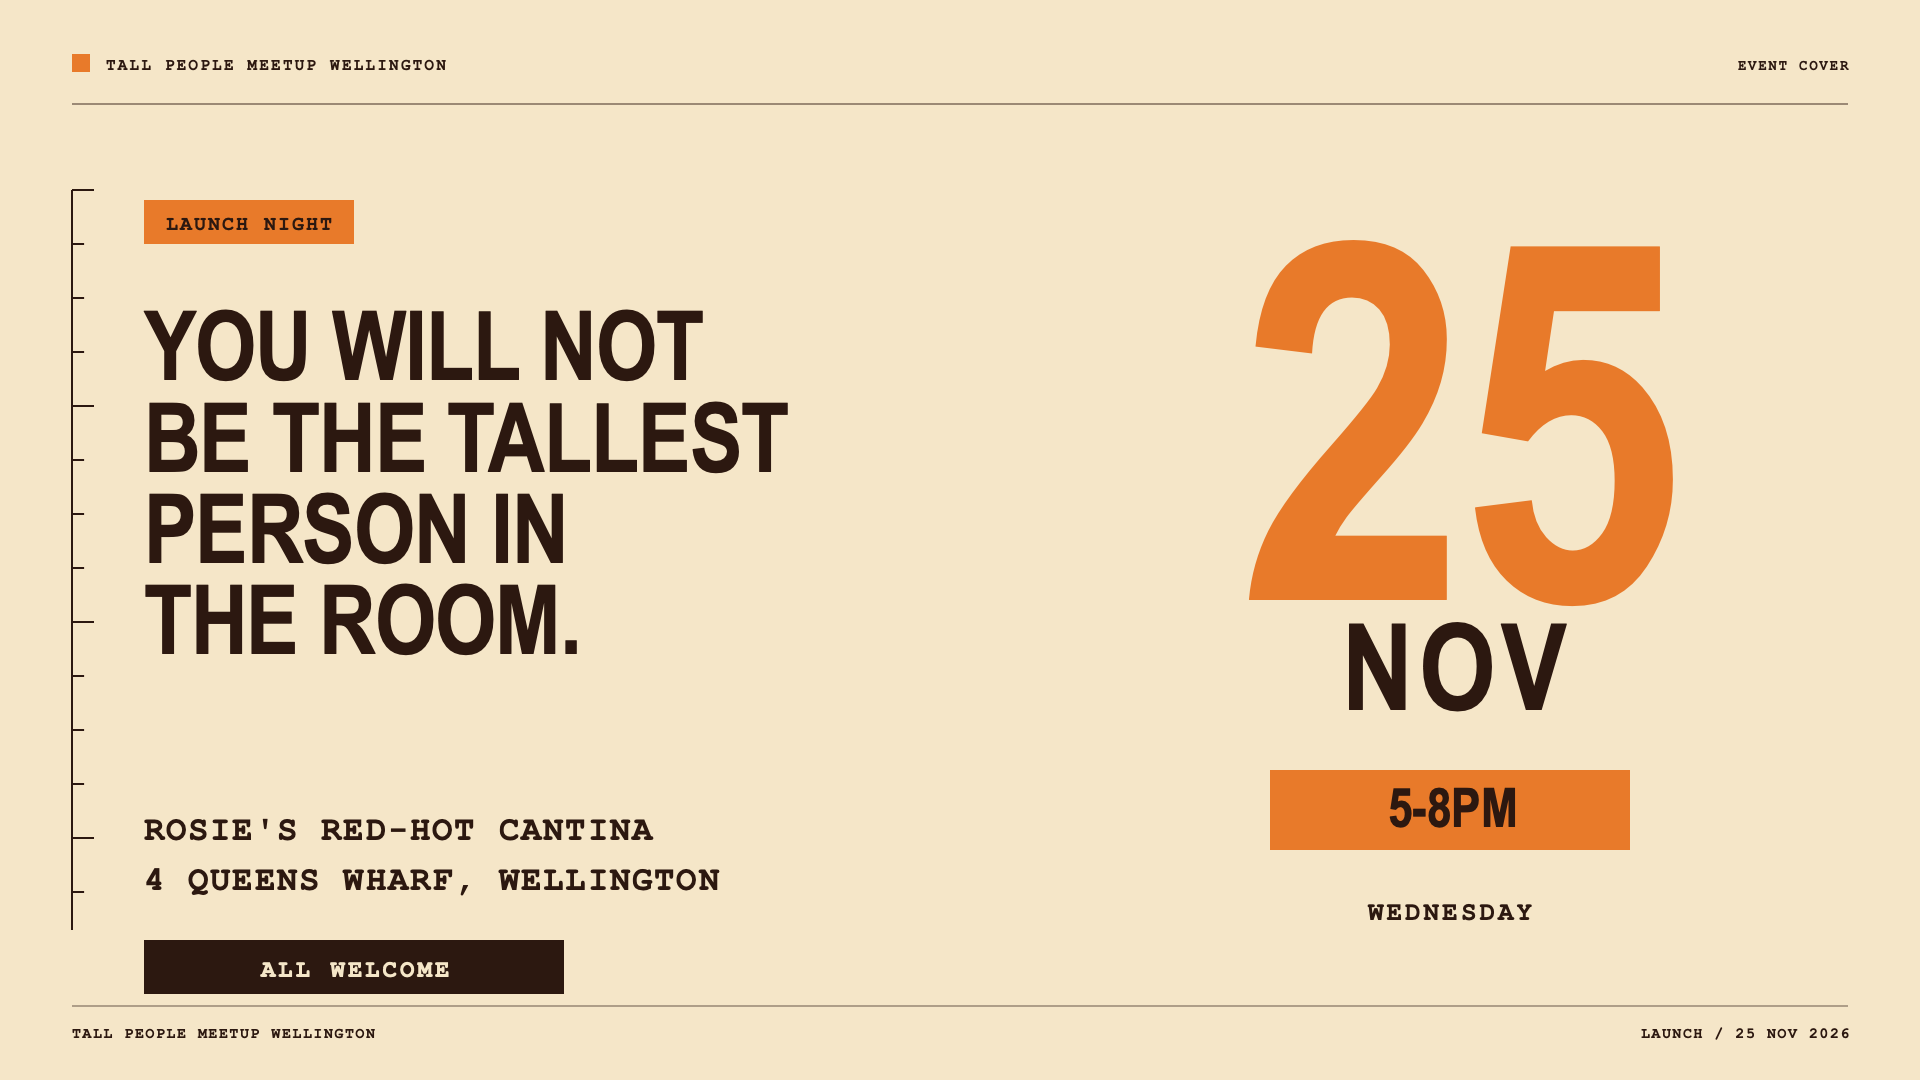 TALL PEOPLE MEETUP WELLINGTON
EVENT COVER
LAUNCH NIGHT
YOU WILL NOT
BE THE TALLEST
PERSON IN
THE ROOM.
ROSIE'S RED-HOT CANTINA
4 QUEENS WHARF, WELLINGTON
ALL WELCOME
25
NOV
5-8PM
WEDNESDAY
TALL PEOPLE MEETUP WELLINGTON
LAUNCH / 25 NOV 2026